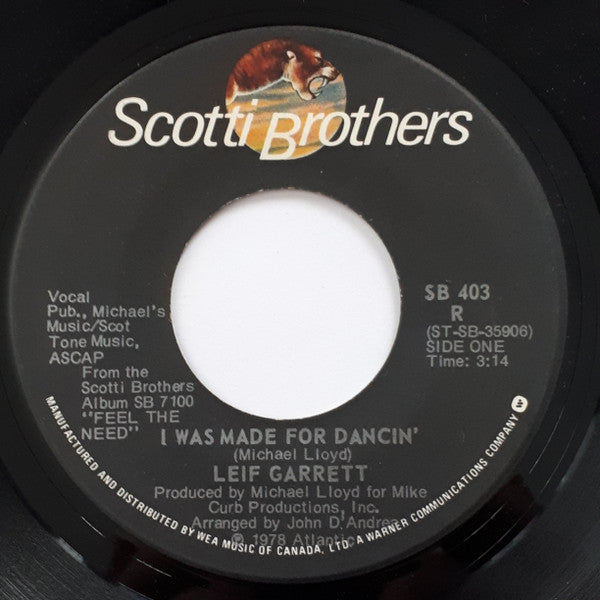 Scotti Brothers
Vocal
Pub., Michael's
Music/Scot
Tone Music,
ASCAP
From the
Scotti Brothers
Album SB 7100
"FEEL THE
NEED"
SB 403
R
(ST-SB-35906)
SIDE ONE
Time: 3:14
I WAS MADE FOR DANCIN'
(Michael Lloyd)
LEIF GARRETT
Produced by Michael Lloyd for Mike
Curb Productions, Inc.
Arranged by John D'Andrea
℗ 1978 Atlantic
MANUFACTURED AND DISTRIBUTED BY WEA MUSIC OF CANADA, LTD. A WARNER COMMUNICATIONS COMPANY W